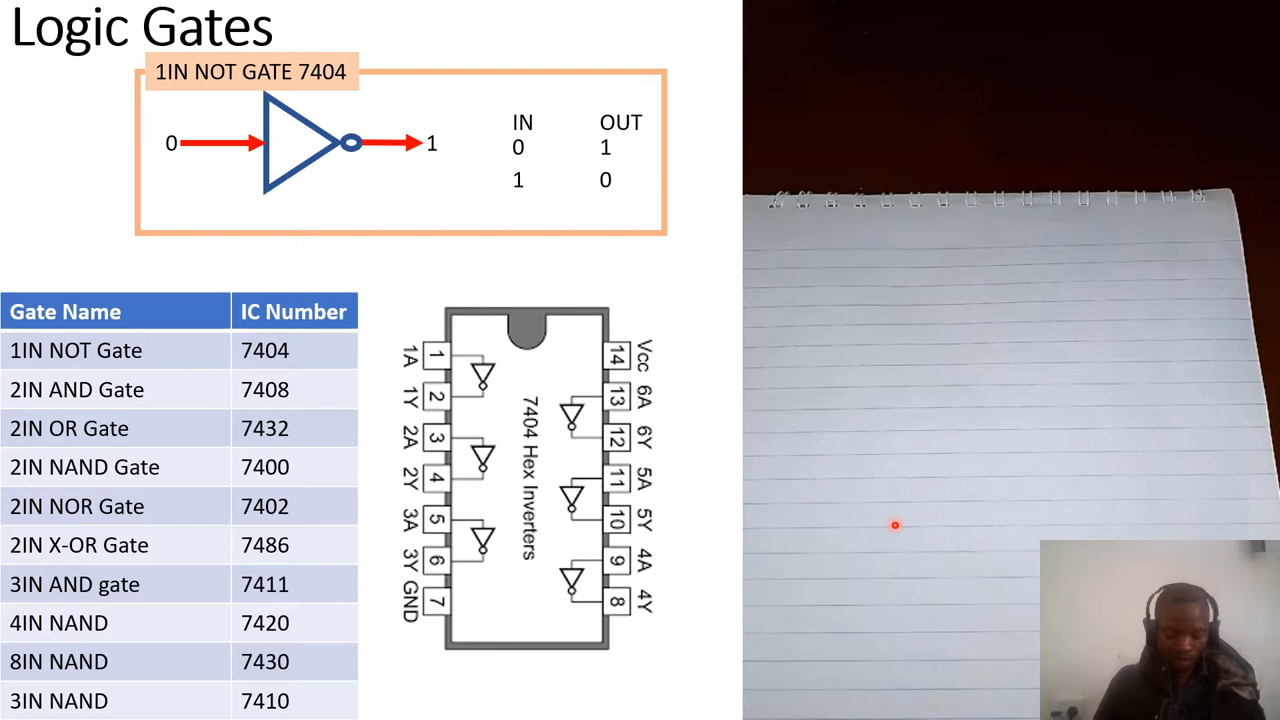 Logic Gates
1IN NOT GATE 7404
0
1
IN OUT
0 1
1 0
Gate Name IC Number
1IN NOT Gate 7404
2IN AND Gate 7408
2IN OR Gate 7432
2IN NAND Gate 7400
2IN NOR Gate 7402
2IN X-OR Gate 7486
3IN AND gate 7411
4IN NAND 7420
8IN NAND 7430
3IN NAND 7410
1A 1
1Y 2
2A 3
2Y 4
3A 5
3Y 6
GND 7
7404 Hex Inverters
14 Vcc
13 6A
12 6Y
11 5A
10 5Y
9 4A
8 4Y